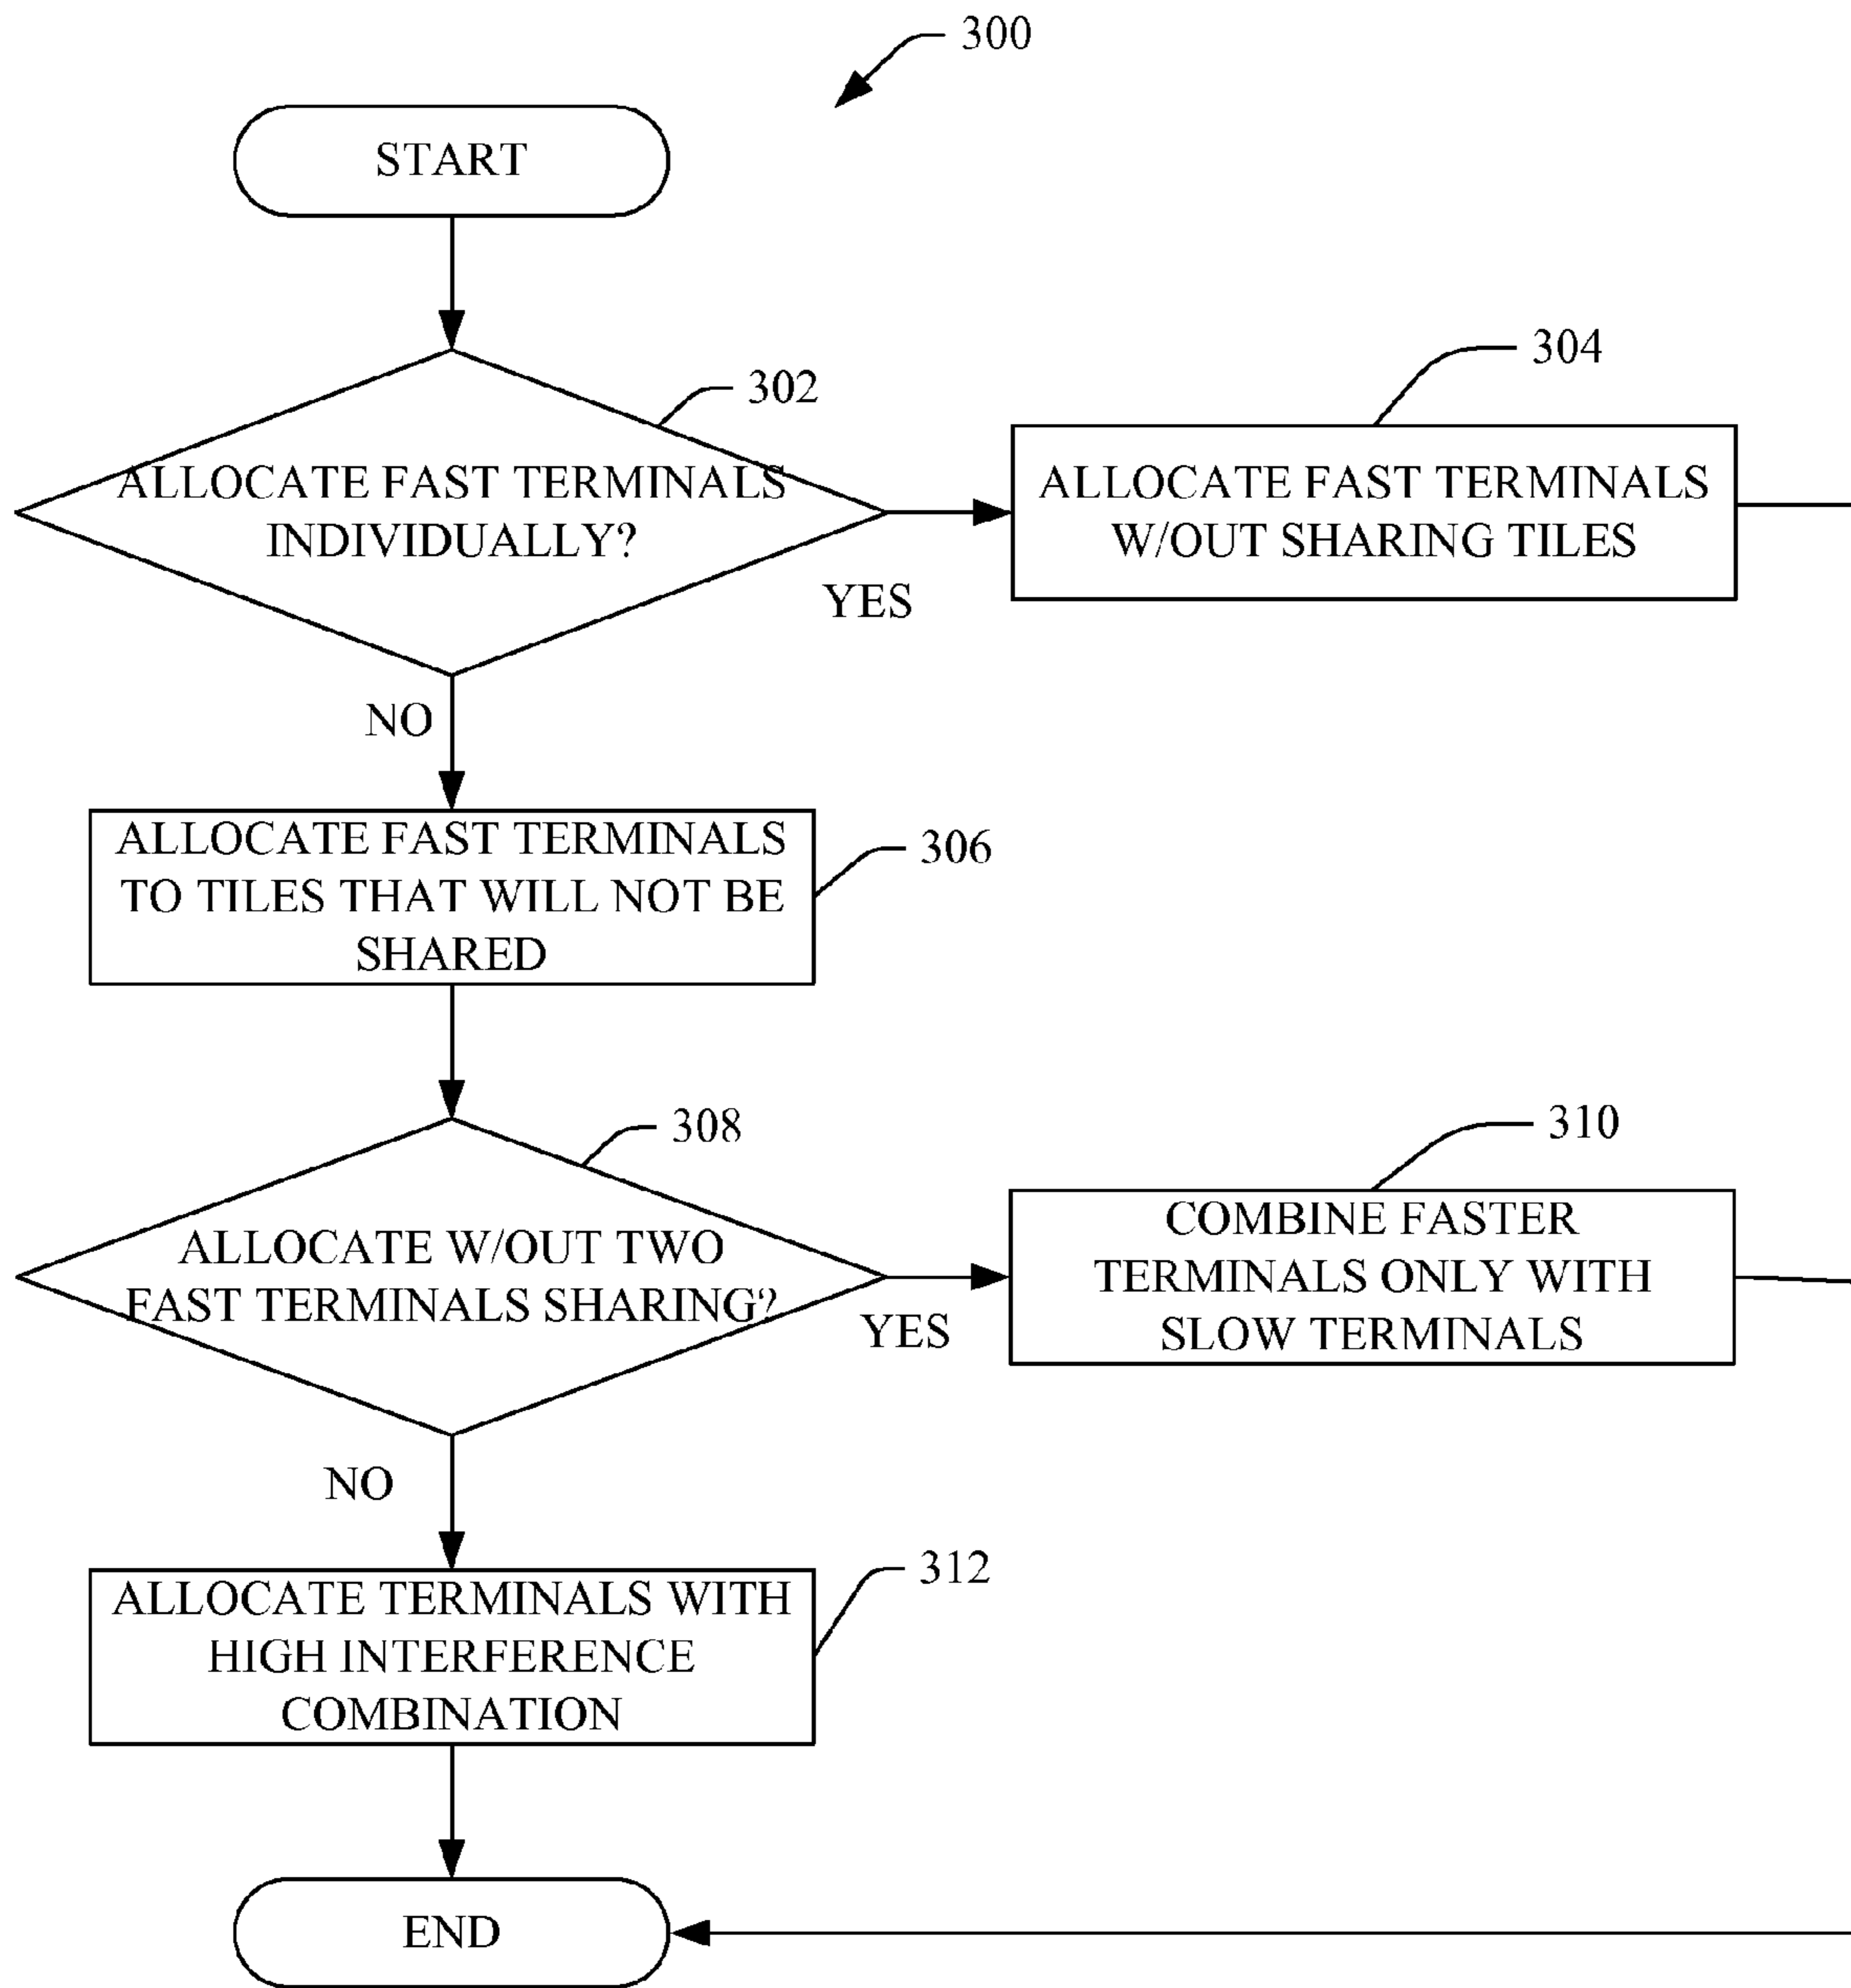 300
START
302
ALLOCATE FAST TERMINALS
INDIVIDUALLY?
YES
304
ALLOCATE FAST TERMINALS
W/OUT SHARING TILES
NO
ALLOCATE FAST TERMINALS
TO TILES THAT WILL NOT BE
SHARED
306
308
ALLOCATE W/OUT TWO
FAST TERMINALS SHARING?
YES
310
COMBINE FASTER
TERMINALS ONLY WITH
SLOW TERMINALS
NO
312
ALLOCATE TERMINALS WITH
HIGH INTERFERENCE
COMBINATION
END